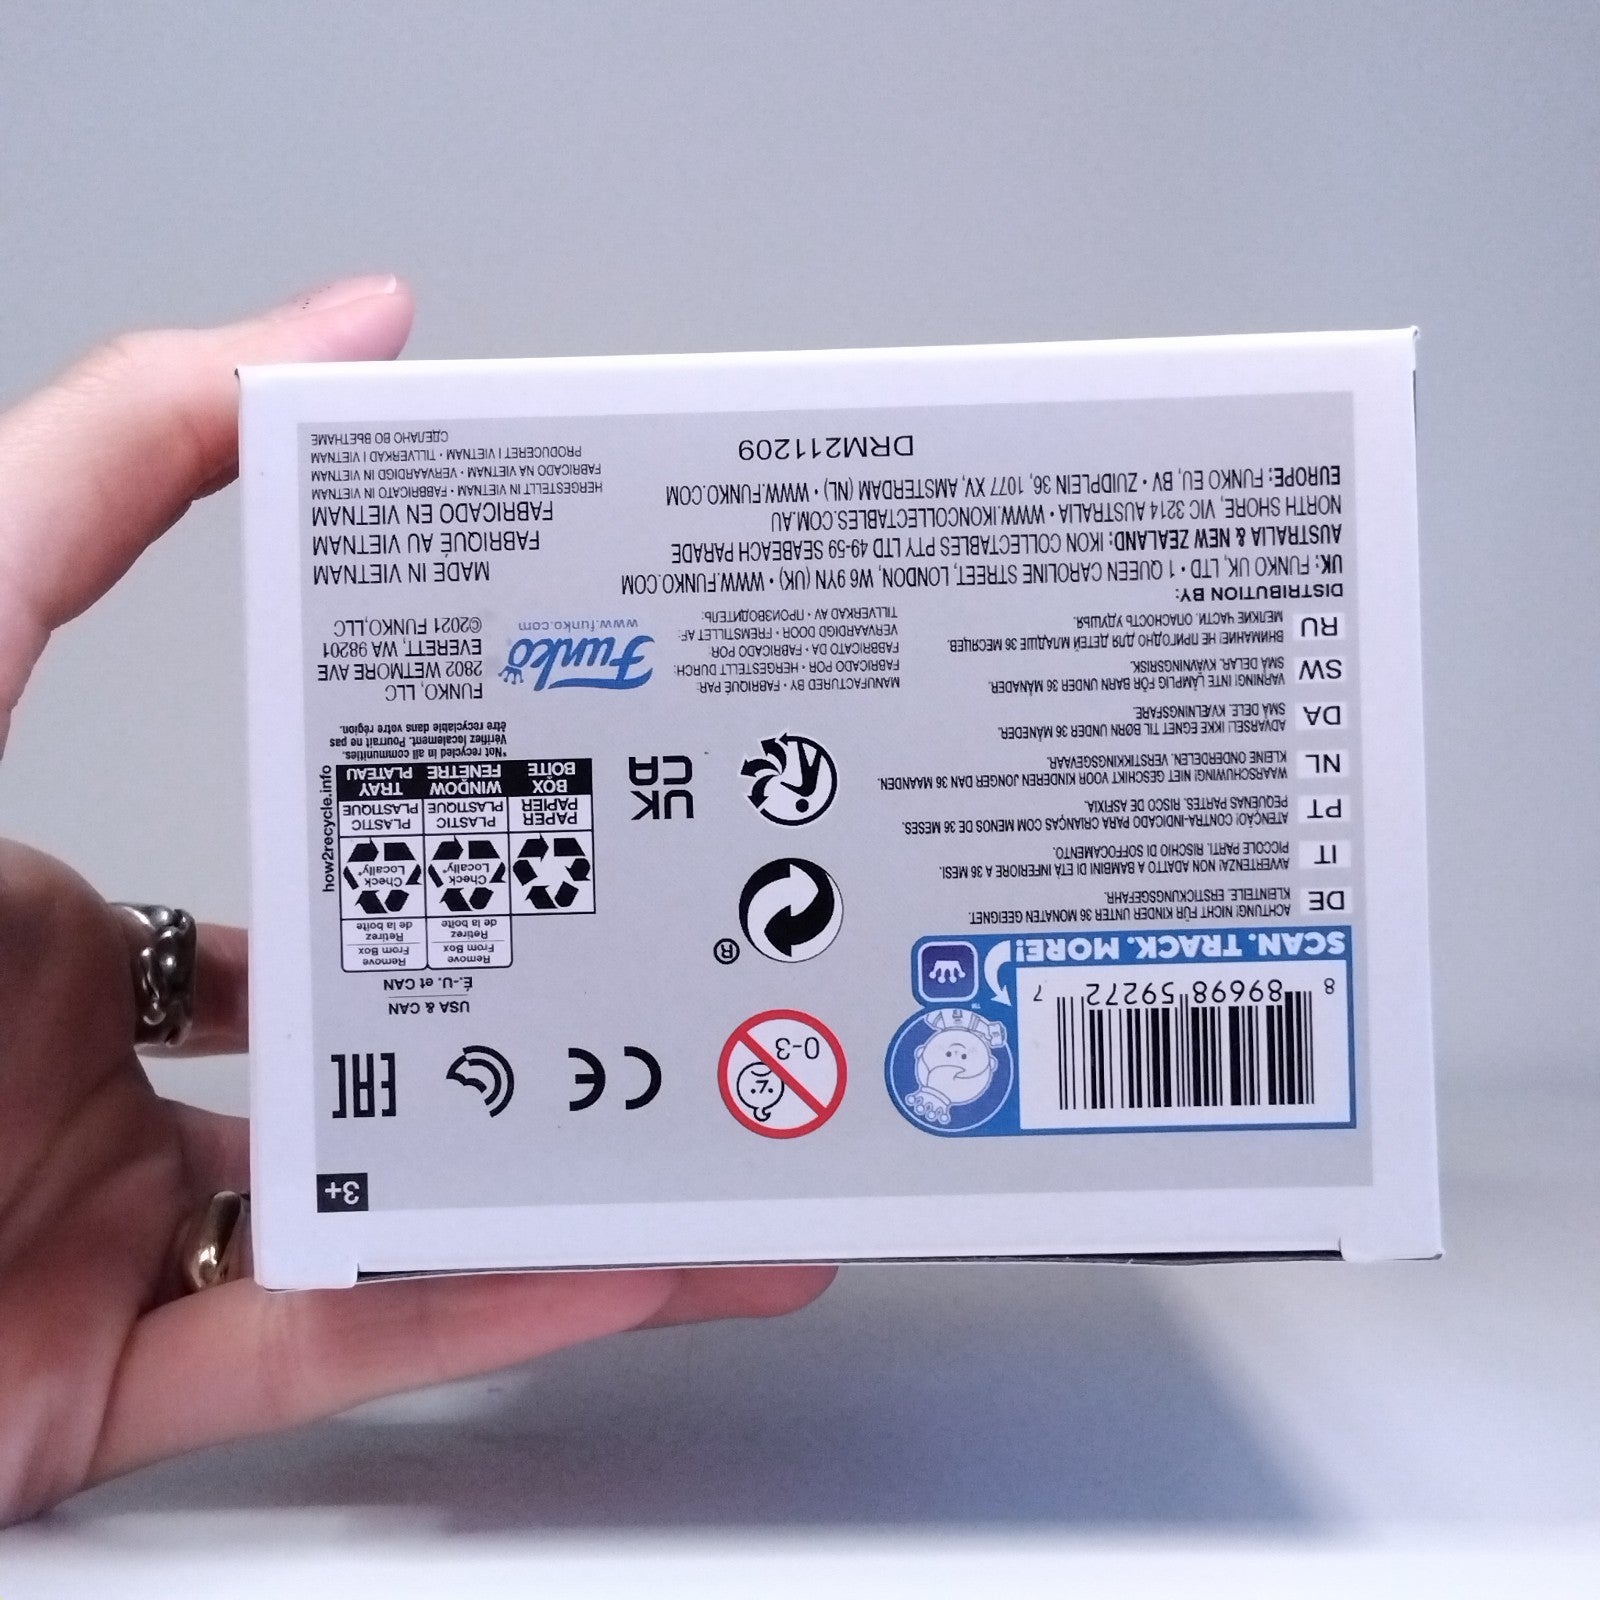 3+
8 89698 59272 7
SCAN. TRACK. MORE!
™
0-3
CE
EAC
USA & CAN
É.-U. et CAN
Remove
From Box
Retirez
de la boîte
Remove
From Box
Retirez
de la boîte
Check
Locally*
Check
Locally*
PAPER
PAPIER
BOX
BOÎTE
PLASTIC
PLASTIQUE
WINDOW
FENÊTRE
PLASTIC
PLASTIQUE
TRAY
PLATEAU
how2recycle.info
*Not recycled in all communities.
Vérifiez localement. Pourrait ne pas
être recyclable dans votre région.
®
UK
CA
DE
ACHTUNG! NICHT FÜR KINDER UNTER 36 MONATEN GEEIGNET.
KLEINTEILE. ERSTICKUNGSGEFAHR.
IT
AVVERTENZA! NON ADATTO A BAMBINI DI ETÀ INFERIORE A 36 MESI.
PICCOLE PARTI. RISCHIO DI SOFFOCAMENTO.
PT
ATENÇÃO! CONTRA-INDICADO PARA CRIANÇAS COM MENOS DE 36 MESES.
PEQUENAS PARTES. RISCO DE ASFIXIA.
NL
WAARSCHUWING! NIET GESCHIKT VOOR KINDEREN JONGER DAN 36 MAANDEN.
KLEINE ONDERDELEN. VERSTIKKINGSGEVAAR.
DA
ADVARSEL! IKKE EGNET TIL BØRN UNDER 36 MÅNEDER.
SMÅ DELE. KVÆLNINGSFARE.
SW
VARNING! INTE LÄMPLIG FÖR BARN UNDER 36 MÅNADER.
SMÅ DELAR. KVÄVNINGSRISK.
RU
ВНИМАНИЕ! НЕ ПРИГОДНО ДЛЯ ДЕТЕЙ МЛАДШЕ 36 МЕСЯЦЕВ.
МЕЛКИЕ ЧАСТИ. ОПАСНОСТЬ УДУШЬЯ.
MANUFACTURED BY • FABRIQUÉ PAR:
FABRICADO POR • HERGESTELLT DURCH:
FABBRICATO DA • FABRICADO POR:
VERVAARDIGD DOOR • FREMSTILLET AF:
TILLVERKAD AV • ПРОИЗВОДИТЕЛЬ:
Funko
www.funko.com
FUNKO, LLC
2802 WETMORE AVE
EVERETT, WA 98201
©2021 FUNKO,LLC
DISTRIBUTION BY:
UK: FUNKO UK, LTD • 1 QUEEN CAROLINE STREET, LONDON, W6 9YN (UK) • WWW.FUNKO.COM
AUSTRALIA & NEW ZEALAND: IKON COLLECTABLES PTY LTD 49-59 SEABEACH PARADE
NORTH SHORE, VIC 3214 AUSTRALIA • WWW.IKONCOLLECTABLES.COM.AU
EUROPE: FUNKO EU, BV • ZUIDPLEIN 36, 1077 XV, AMSTERDAM (NL) • WWW.FUNKO.COM
DRM211209
MADE IN VIETNAM
FABRIQUÉ AU VIETNAM
FABRICADO EN VIETNAM
HERGESTELLT IN VIETNAM • FABBRICATO IN VIETNAM
FABRICADO NA VIETNAM • VERVAARDIGD IN VIETNAM
PRODUCERET I VIETNAM • TILLVERKAD I VIETNAM
СДЕЛАНО ВО ВЬЕТНАМЕ